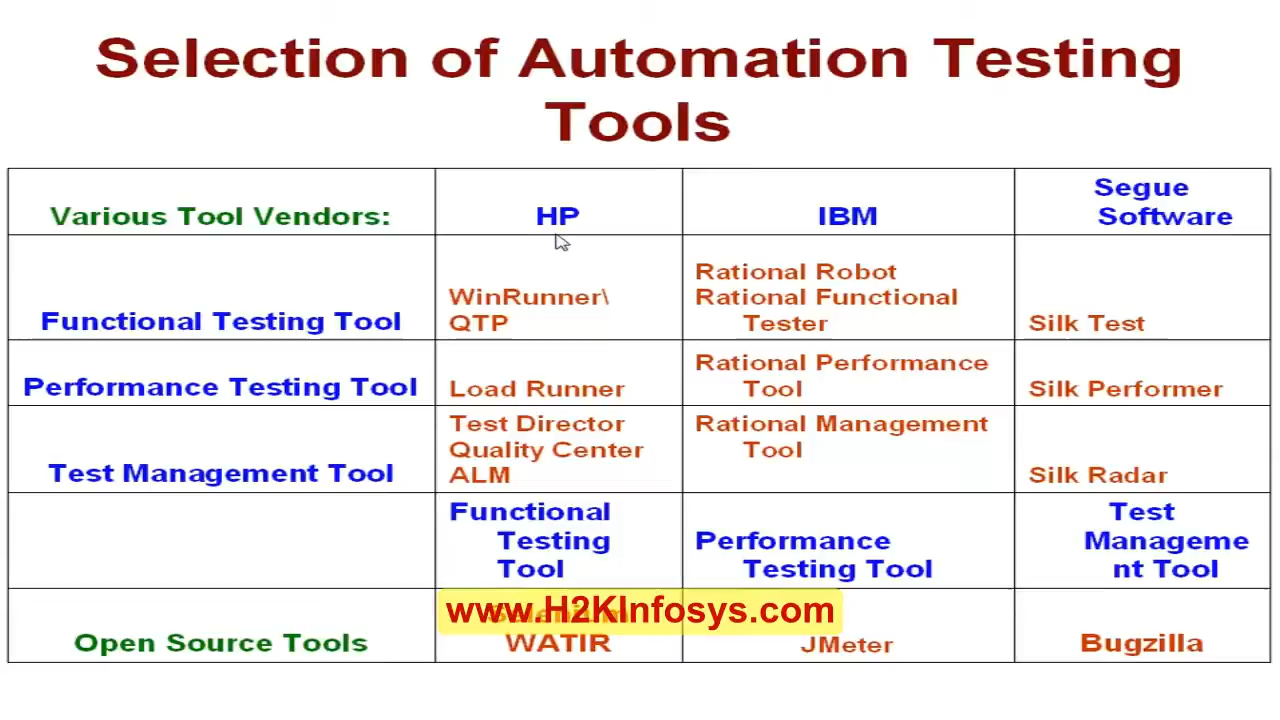 Selection of Automation Testing
Tools
Various Tool Vendors:
HP
IBM
Segue
Software
Functional Testing Tool
WinRunner\
QTP
Rational Robot
Rational Functional
Tester
Silk Test
Performance Testing Tool
Load Runner
Rational Performance
Tool
Silk Performer
Test Management Tool
Test Director
Quality Center
ALM
Rational Management
Tool
Silk Radar
Functional
Testing
Tool
Performance
Testing Tool
Test
Manageme
nt Tool
Open Source Tools
Selenium
WATIR
JMeter
Bugzilla
www.H2KInfosys.com